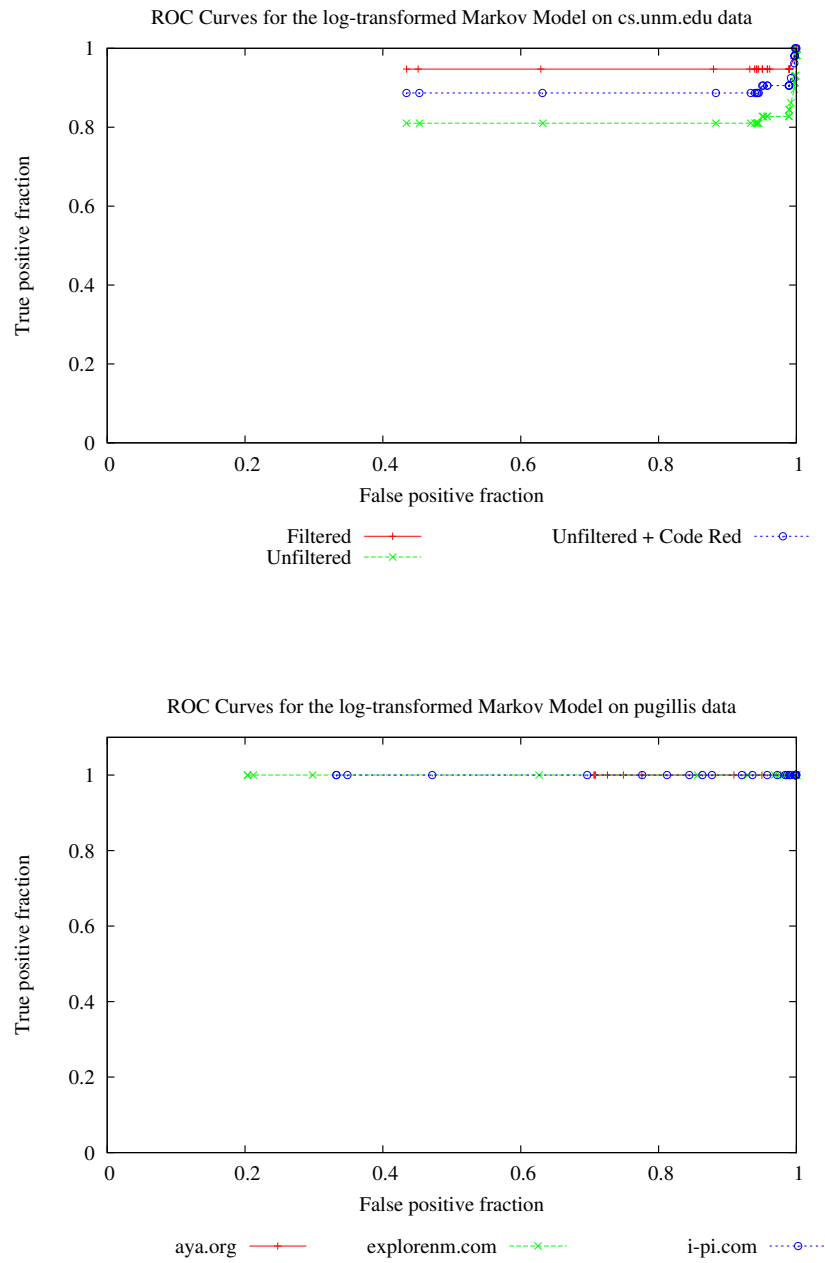 ROC Curves for the log-transformed Markov Model on cs.unm.edu data
1
0.8
0.6
0.4
0.2
0
True positive fraction
0 0.2 0.4 0.6 0.8 1
False positive fraction
Filtered Unfiltered + Code Red
Unfiltered
ROC Curves for the log-transformed Markov Model on pugillis data
1
0.8
0.6
0.4
0.2
0
True positive fraction
0 0.2 0.4 0.6 0.8 1
False positive fraction
aya.org explorenm.com i-pi.com